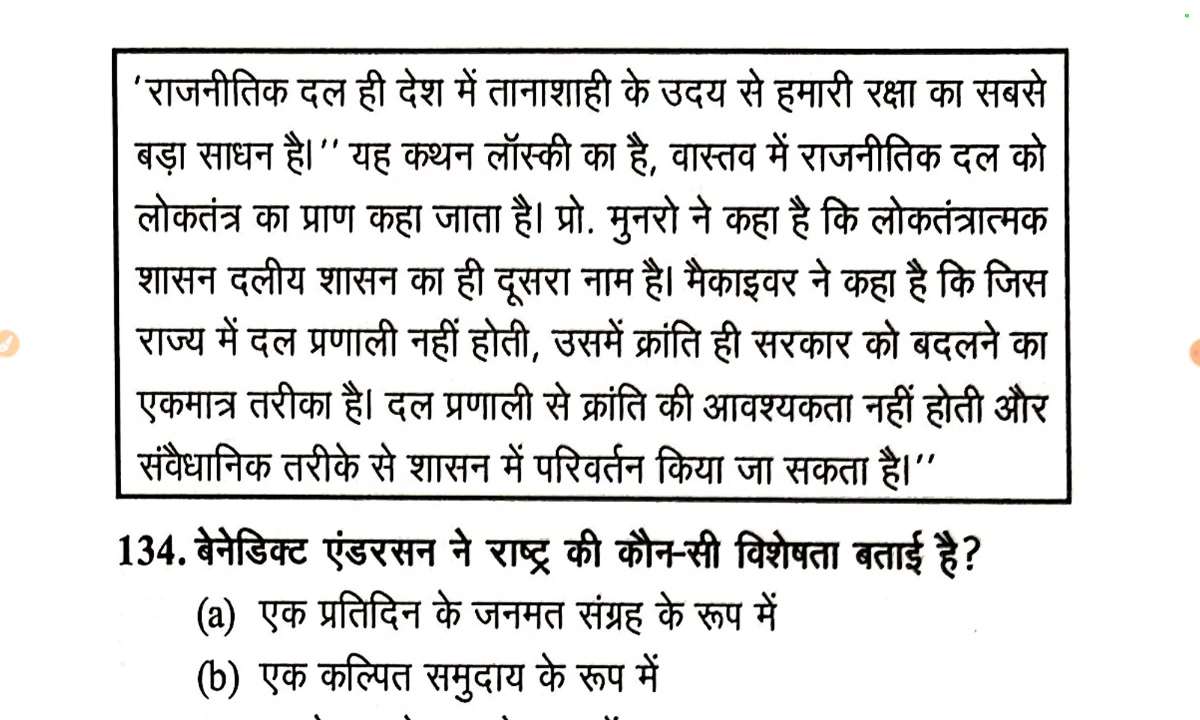 'राजनीतिक दल ही देश में तानाशाही के उदय से हमारी रक्षा का सबसे
बड़ा साधन है।'' यह कथन लॉस्की का है, वास्तव में राजनीतिक दल को
लोकतंत्र का प्राण कहा जाता है। प्रो. मुनरो ने कहा है कि लोकतंत्रात्मक
शासन दलीय शासन का ही दूसरा नाम है। मैकाइवर ने कहा है कि जिस
राज्य में दल प्रणाली नहीं होती, उसमें क्रांति ही सरकार को बदलने का
एकमात्र तरीका है। दल प्रणाली से क्रांति की आवश्यकता नहीं होती और
संवैधानिक तरीके से शासन में परिवर्तन किया जा सकता है।''
134. बेनेडिक्ट एंडरसन ने राष्ट्र की कौन-सी विशेषता बताई है?
(a) एक प्रतिदिन के जनमत संग्रह के रूप में
(b) एक कल्पित समुदाय के रूप में